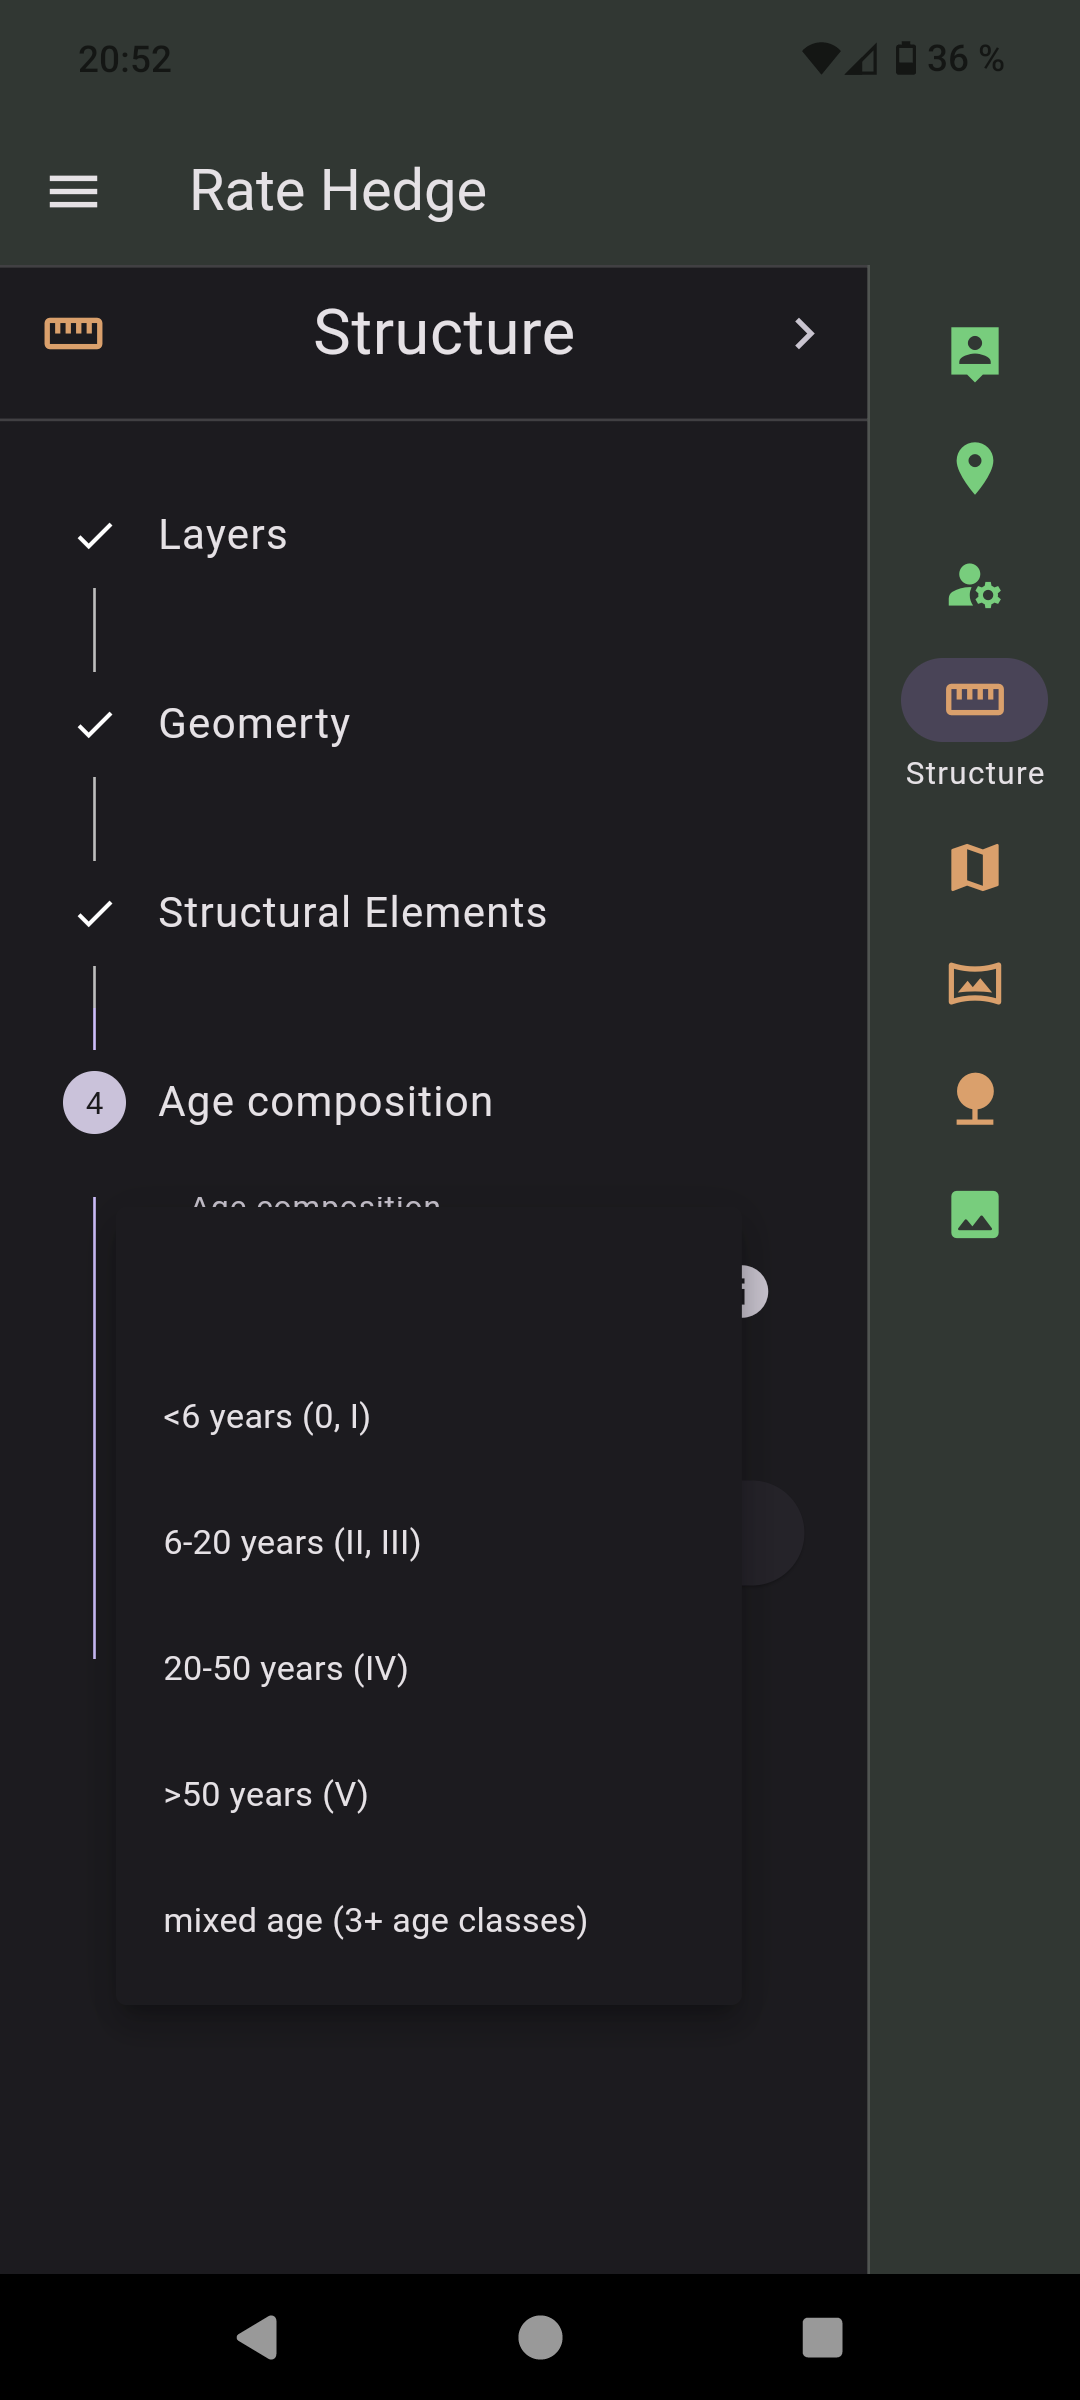 20:52
36 %
Rate Hedge
Structure
Layers
Geomerty
Structure
Structural Elements
4 Age composition
Age composition
<6 years (0, I)
6-20 years (II, III)
20-50 years (IV)
>50 years (V)
mixed age (3+ age classes)